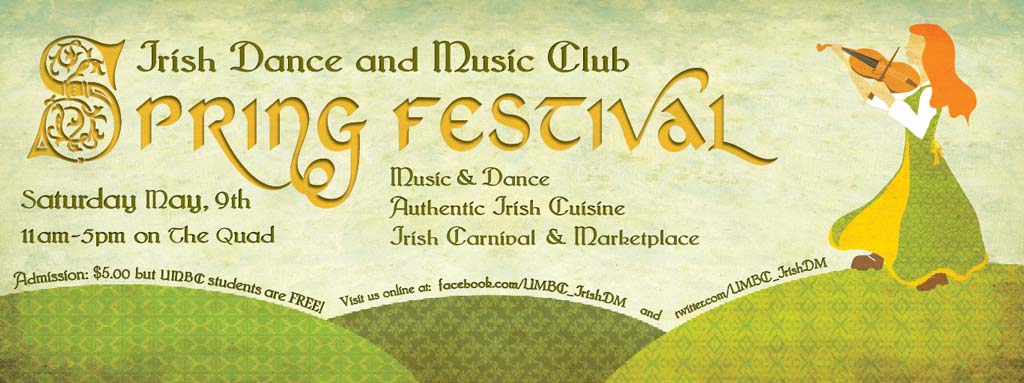 Irish Dance and Music Club
Spring Festival
Saturday May, 9th
11am-5pm on The Quad
Music & Dance
Authentic Irish Cuisine
Irish Carnival & Marketplace
Admission: $5.00 but UMBC students are FREE!
Visit us online at: facebook.com/UMBC_IrishDM and twitter.com/UMBC_IrishDM